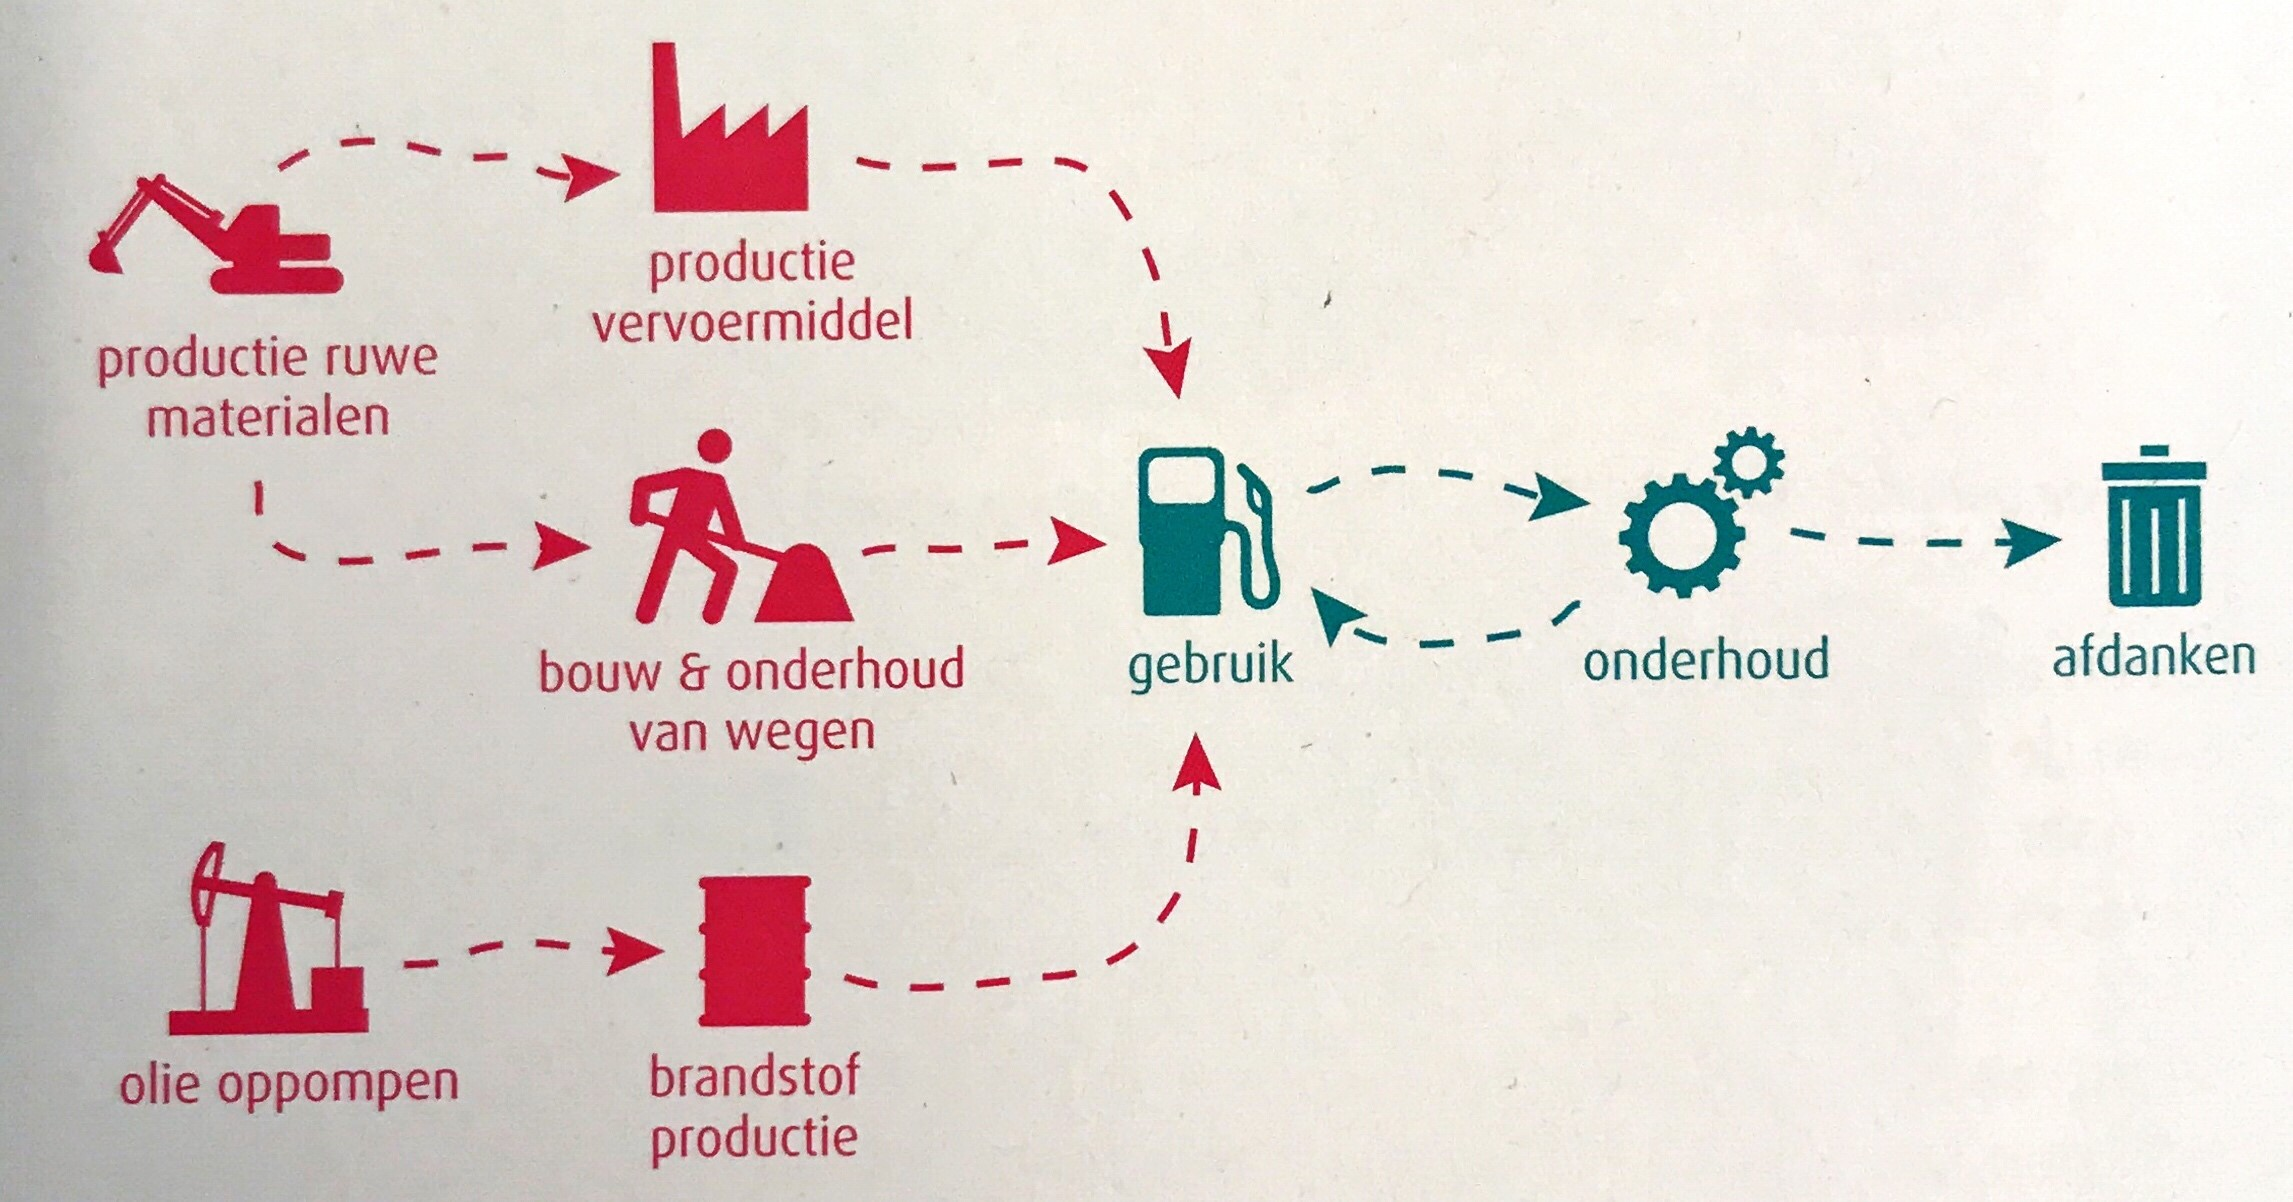 productie ruwe
materialen
productie
vervoermiddel
bouw & onderhoud
van wegen
gebruik
onderhoud
afdanken
olie oppompen
brandstof
productie